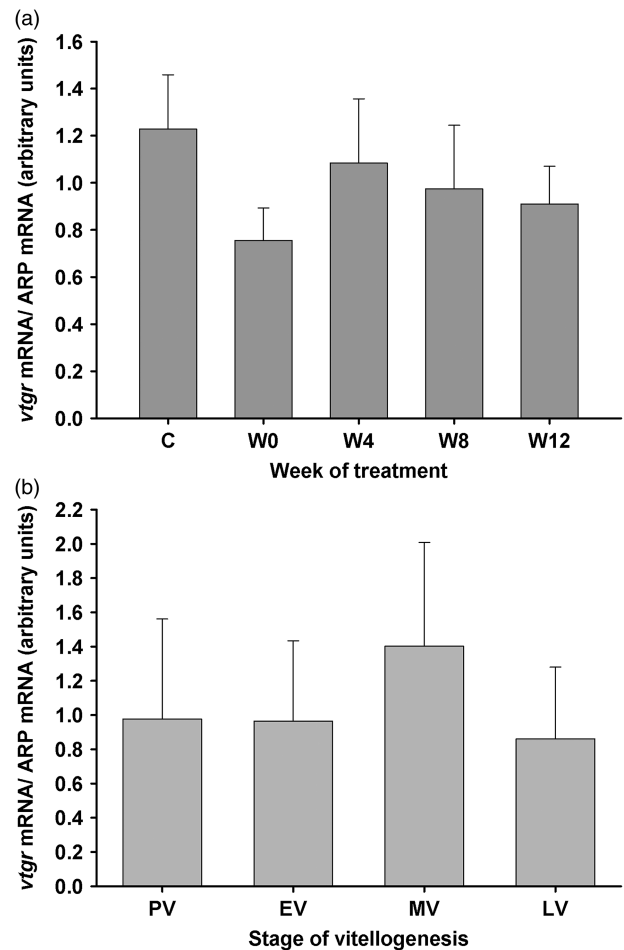 (a)
vtgr mRNA/ ARP mRNA (arbitrary units)
1.6
1.4
1.2
1.0
0.8
0.6
0.4
0.2
0.0
C W0 W4 W8 W12
Week of treatment
(b)
vtgr mRNA/ ARP mRNA (arbitrary units)
2.2
2.0
1.8
1.6
1.4
1.2
1.0
0.8
0.6
0.4
0.2
0.0
PV EV MV LV
Stage of vitellogenesis